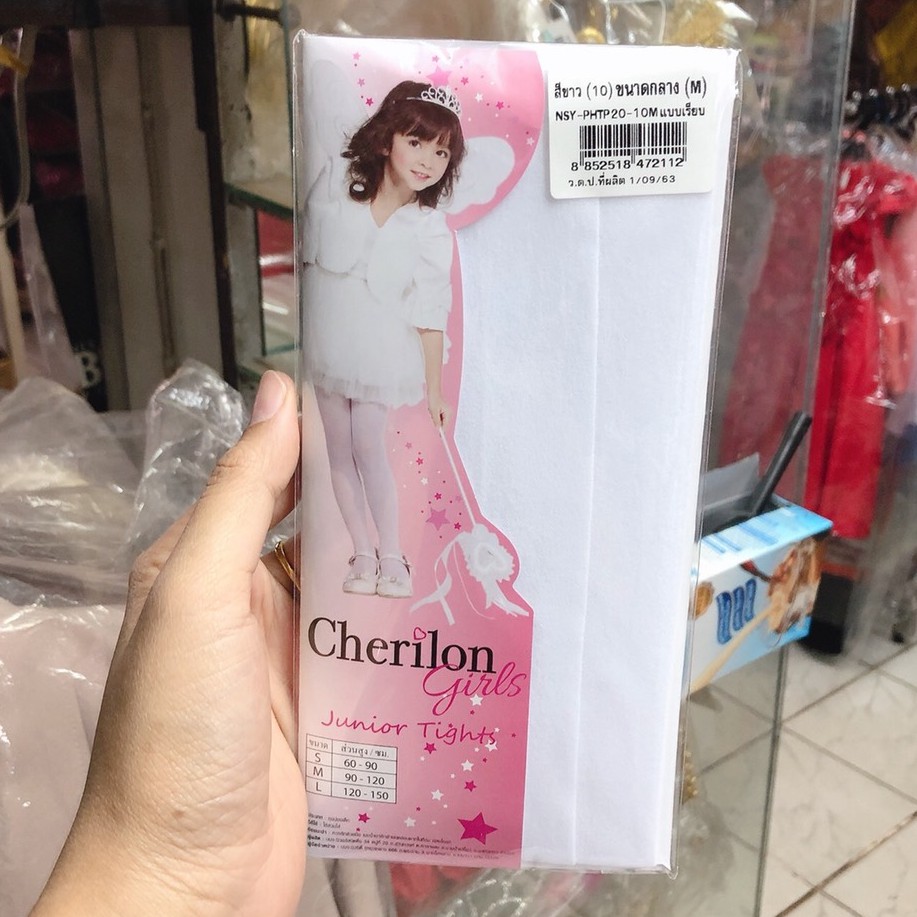 สีขาว (10) ขนาดกลาง (M)
NSY-PHTP20-10M แบบเรียบ
8 852518 472112
ว.ด.ป.ที่ผลิต 1/09/63
Cherilon
Girls
Junior Tights
ขนาด ส่วนสูง / ซม.
S 60 - 90
M 90 - 120
L 120 - 150